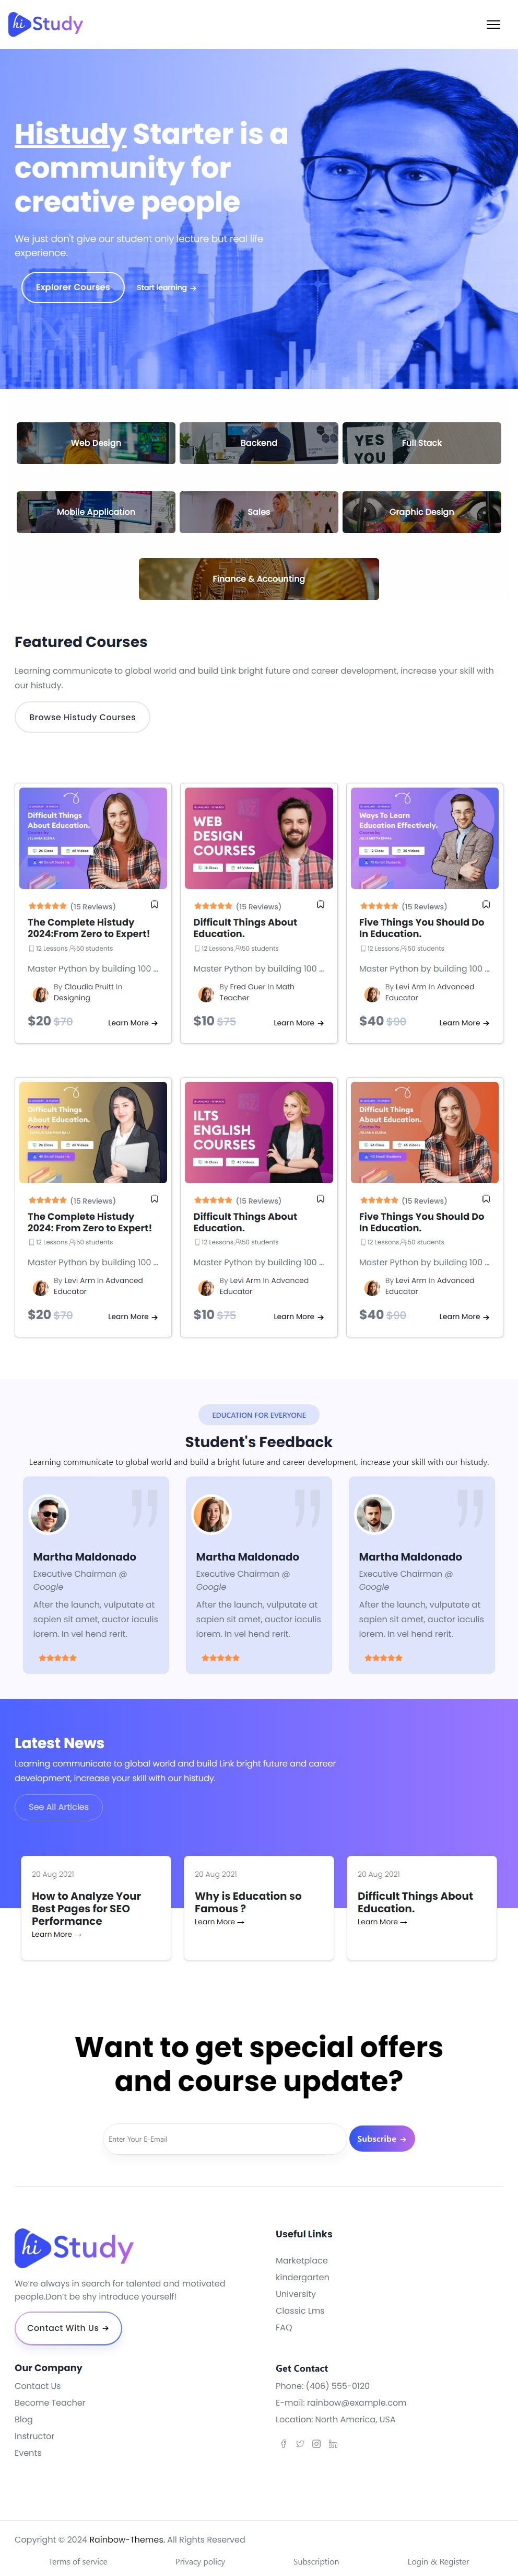 hi Study
Histudy Starter is a
community for
creative people
We just don't give our student only lecture but real life
experience.
Explorer Courses
Start learning →
Web Design
Backend
YES
YOU
Full Stack
Mobile Application
Sales
Graphic Design
Finance & Accounting
Featured Courses
Learning communicate to global world and build Link bright future and career development, increase your skill with
our histudy.
Browse Histudy Courses
Difficult Things
About Education.
WEB
DESIGN
COURSES
Ways To Learn
Education Effectively.
(15 Reviews)
(15 Reviews)
(15 Reviews)
The Complete Histudy
2024:From Zero to Expert!
12 Lessons 50 students
Master Python by building 100 ...
By Claudia Pruitt In
Designing
$20 $70
Learn More →
Difficult Things About
Education.
12 Lessons 50 students
Master Python by building 100 ...
By Fred Guer In Math
Teacher
$10 $75
Learn More →
Five Things You Should Do
In Education.
12 Lessons 50 students
Master Python by building 100 ...
By Levi Arm In Advanced
Educator
$40 $90
Learn More →
Difficult Things
About Education.
ILTS
ENGLISH
COURSES
Difficult Things
About Education.
(15 Reviews)
(15 Reviews)
(15 Reviews)
The Complete Histudy
2024: From Zero to Expert!
12 Lessons 50 students
Master Python by building 100 ...
By Levi Arm In Advanced
Educator
$20 $70
Learn More →
Difficult Things About
Education.
12 Lessons 50 students
Master Python by building 100 ...
By Levi Arm In Advanced
Educator
$10 $75
Learn More →
Five Things You Should Do
In Education.
12 Lessons 50 students
Master Python by building 100 ...
By Levi Arm In Advanced
Educator
$40 $90
Learn More →
EDUCATION FOR EVERYONE
Student's Feedback
Learning communicate to global world and build a bright future and career development, increase your skill with our histudy.
Martha Maldonado
Executive Chairman @
Google
After the launch, vulputate at
sapien sit amet, auctor iaculis
lorem. In vel hend rerit.
Martha Maldonado
Executive Chairman @
Google
After the launch, vulputate at
sapien sit amet, auctor iaculis
lorem. In vel hend rerit.
Martha Maldonado
Executive Chairman @
Google
After the launch, vulputate at
sapien sit amet, auctor iaculis
lorem. In vel hend rerit.
Latest News
Learning communicate to global world and build Link bright future and career
development, increase your skill with our histudy.
See All Articles
20 Aug 2021
How to Analyze Your
Best Pages for SEO
Performance
Learn More →
20 Aug 2021
Why is Education so
Famous ?
Learn More →
20 Aug 2021
Difficult Things About
Education.
Learn More →
Want to get special offers
and course update?
Enter Your E-Email
Subscribe →
hi Study
We're always in search for talented and motivated
people.Don't be shy introduce yourself!
Contact With Us →
Useful Links
Marketplace
kindergarten
University
Classic Lms
FAQ
Our Company
Contact Us
Become Teacher
Blog
Instructor
Events
Get Contact
Phone: (406) 555-0120
E-mail: rainbow@example.com
Location: North America, USA
Copyright © 2024 Rainbow-Themes. All Rights Reserved
Terms of service
Privacy policy
Subscription
Login & Register